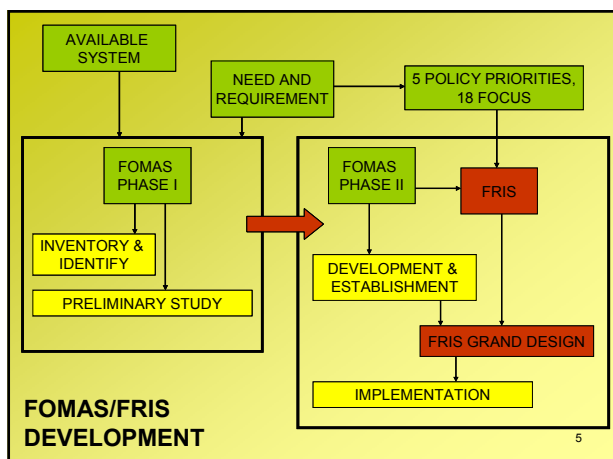 AVAILABLE
SYSTEM
NEED AND
REQUIREMENT
5 POLICY PRIORITIES,
18 FOCUS
FOMAS
PHASE I
INVENTORY &
IDENTIFY
PRELIMINARY STUDY
FOMAS
PHASE II
FRIS
DEVELOPMENT &
ESTABLISHMENT
FRIS GRAND DESIGN
IMPLEMENTATION
FOMAS/FRIS
DEVELOPMENT
5